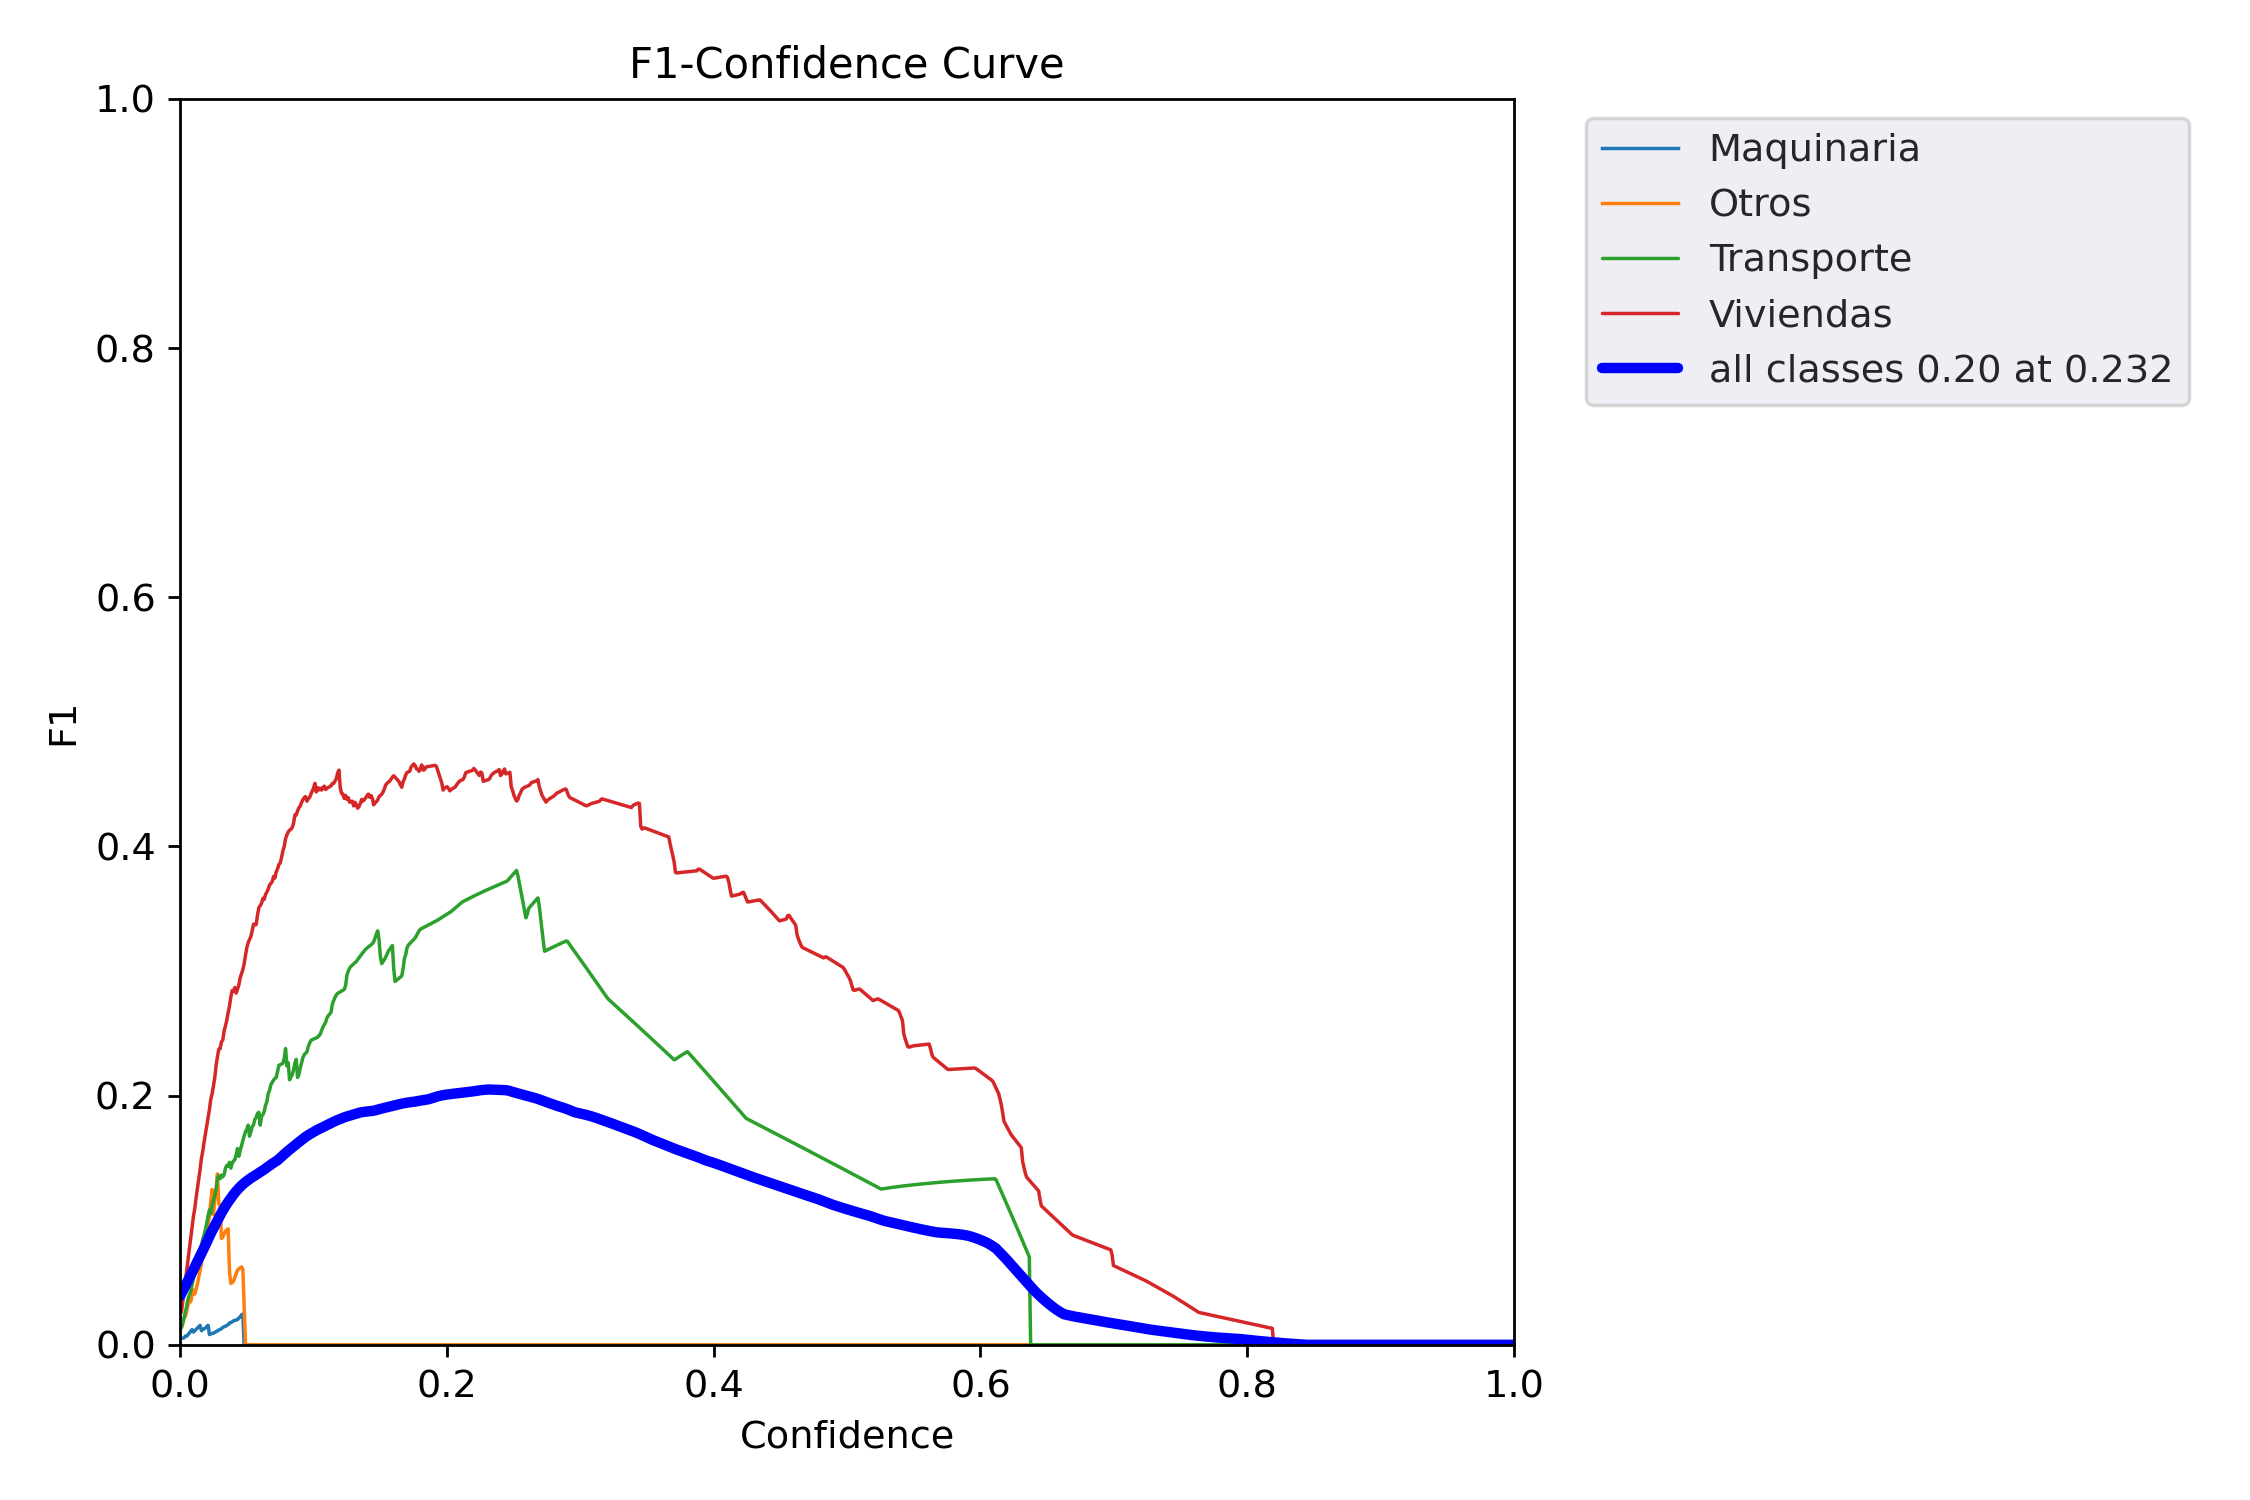 F1-Confidence Curve
1.0
0.8
0.6
0.4
0.2
0.0
F1
0.0 0.2 0.4 0.6 0.8 1.0
Confidence
Maquinaria
Otros
Transporte
Viviendas
all classes 0.20 at 0.232